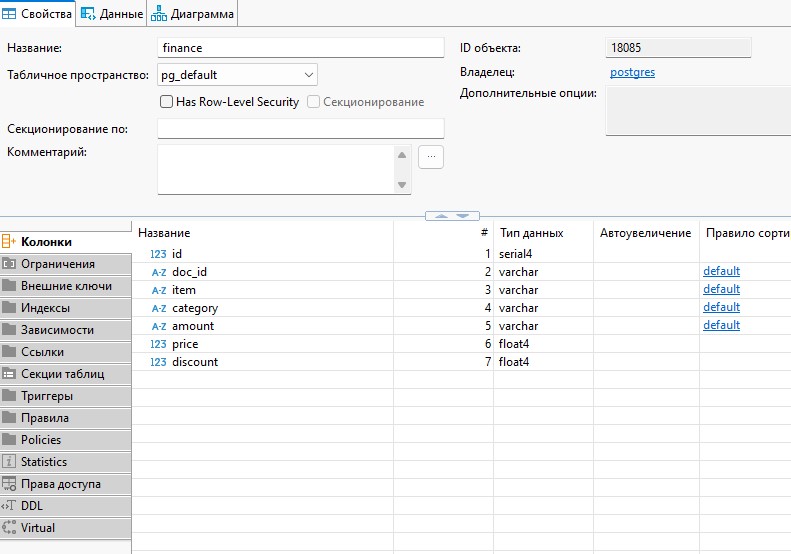 Свойства Данные Диаграмма
Название: finance ID объекта: 18085
Табличное пространство: pg_default Владелец: postgres
Has Row-Level Security Секционирование Дополнительные опции:
Секционирование по:
Комментарий: ...
Название # Тип данных Автоувеличение Правило сорти
Колонки
Ограничения
Внешние ключи
Индексы
Зависимости
Ссылки
Секции таблиц
Триггеры
Правила
Policies
Statistics
Права доступа
DDL
Virtual
123 id 1 serial4
A-Z doc_id 2 varchar default
A-Z item 3 varchar default
A-Z category 4 varchar default
A-Z amount 5 varchar default
123 price 6 float4
123 discount 7 float4